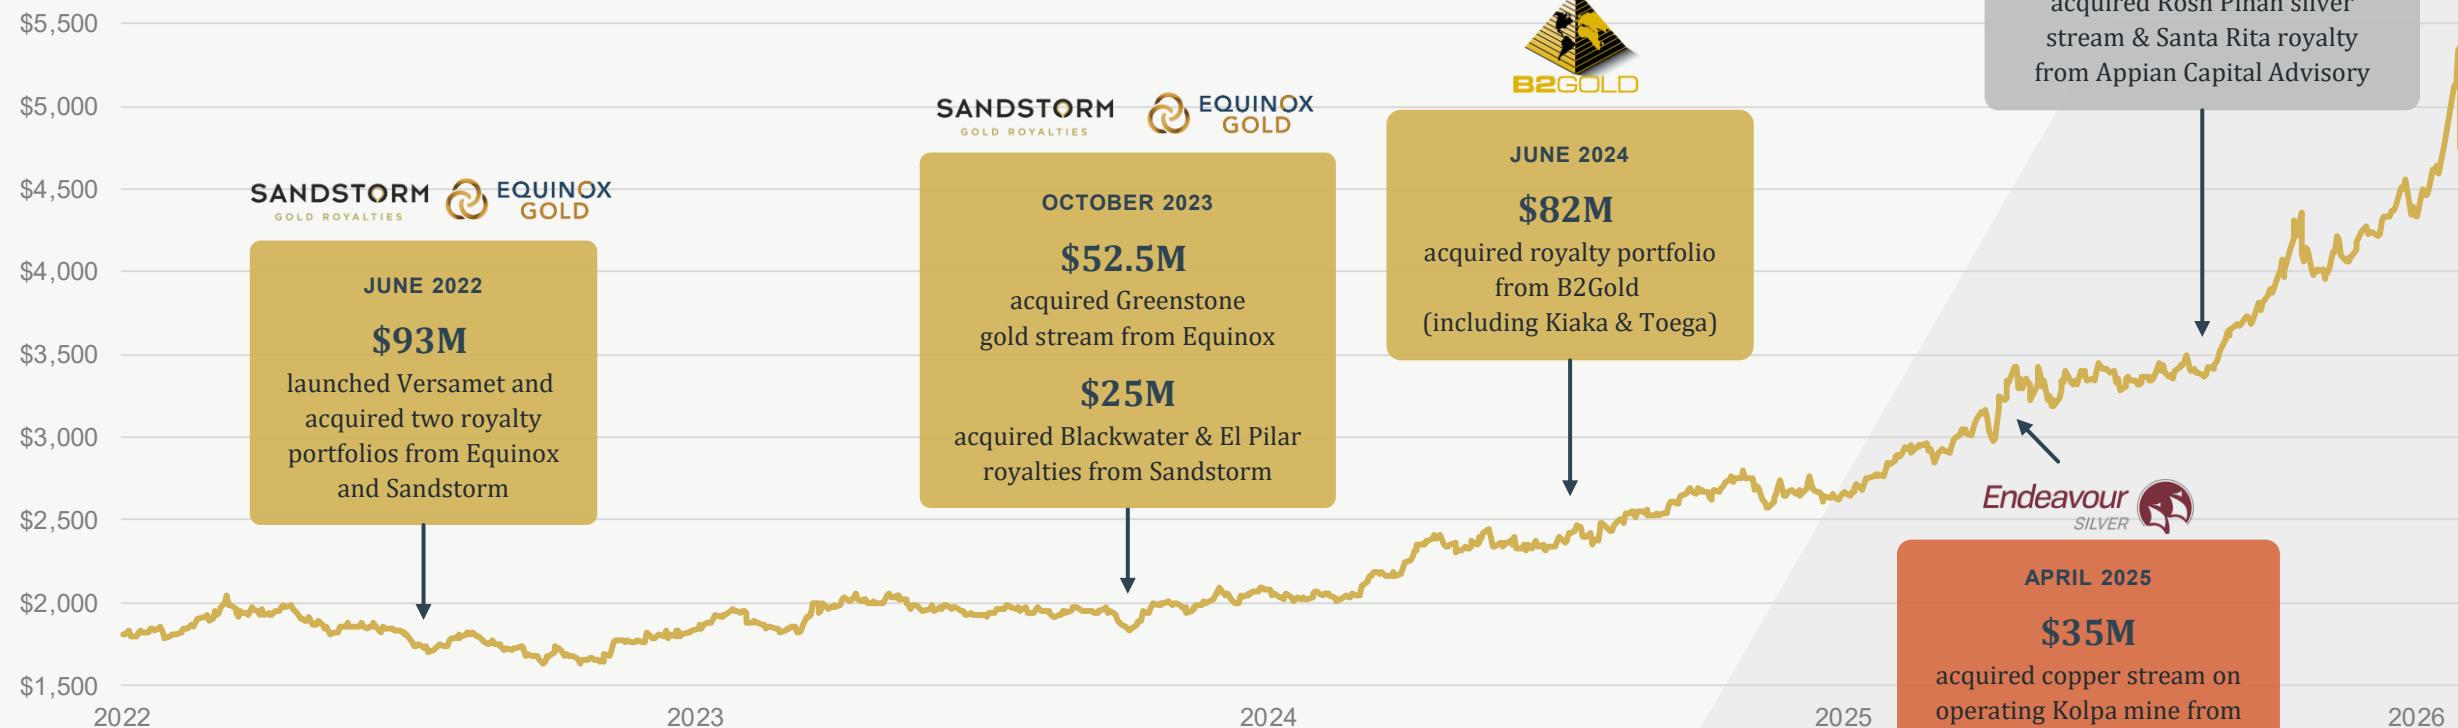 $5,500
$5,000
$4,500
$4,000
$3,500
$3,000
$2,500
$2,000
$1,500
SANDSTORM
GOLD ROYALTIES
EQUINOX
GOLD
JUNE 2022
$93M
launched Versamet and
acquired two royalty
portfolios from Equinox
and Sandstorm
SANDSTORM
GOLD ROYALTIES
EQUINOX
GOLD
OCTOBER 2023
$52.5M
acquired Greenstone
gold stream from Equinox
$25M
acquired Blackwater & El Pilar
royalties from Sandstorm
B2GOLD
JUNE 2024
$82M
acquired royalty portfolio
from B2Gold
(including Kiaka & Toega)
acquired Rosh Pinah silver
stream & Santa Rita royalty
from Appian Capital Advisory
Endeavour
SILVER
APRIL 2025
$35M
acquired copper stream on
operating Kolpa mine from
2022
2023
2024
2025
2026